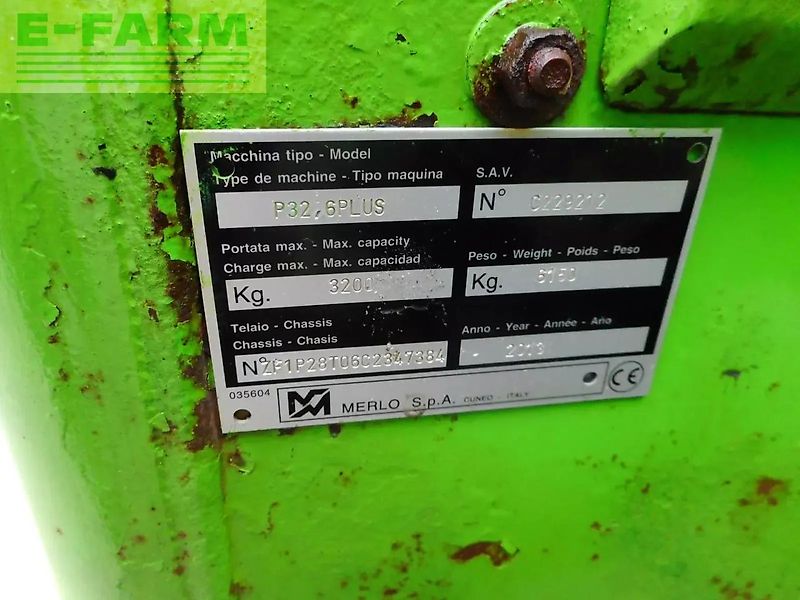 E-FARM
Macchina tipo - Model
Type de machine - Tipo maquina
P32,6PLUS
S.A.V.
N° C229212
Portata max. - Max. capacity
Charge max. - Max. capacidad
Kg. 3200
Peso - Weight - Poids - Peso
Kg. 6150
Telaio - Chassis
Chassis - Chasis
N° ZF1P28T06C2347384
Anno - Year - Année - Año
2013
035604
MERLO S.p.A. CUNEO - ITALY
CE